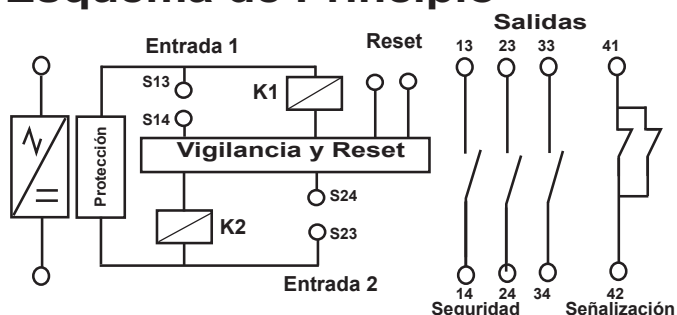 Esquema de Principio
Salidas
Entrada 1
Reset
13
23
33
41
S13
K1
S14
Vigilancia y Reset
Protección
S24
K2
S23
Entrada 2
14
24
34
42
Seguridad
Señalización